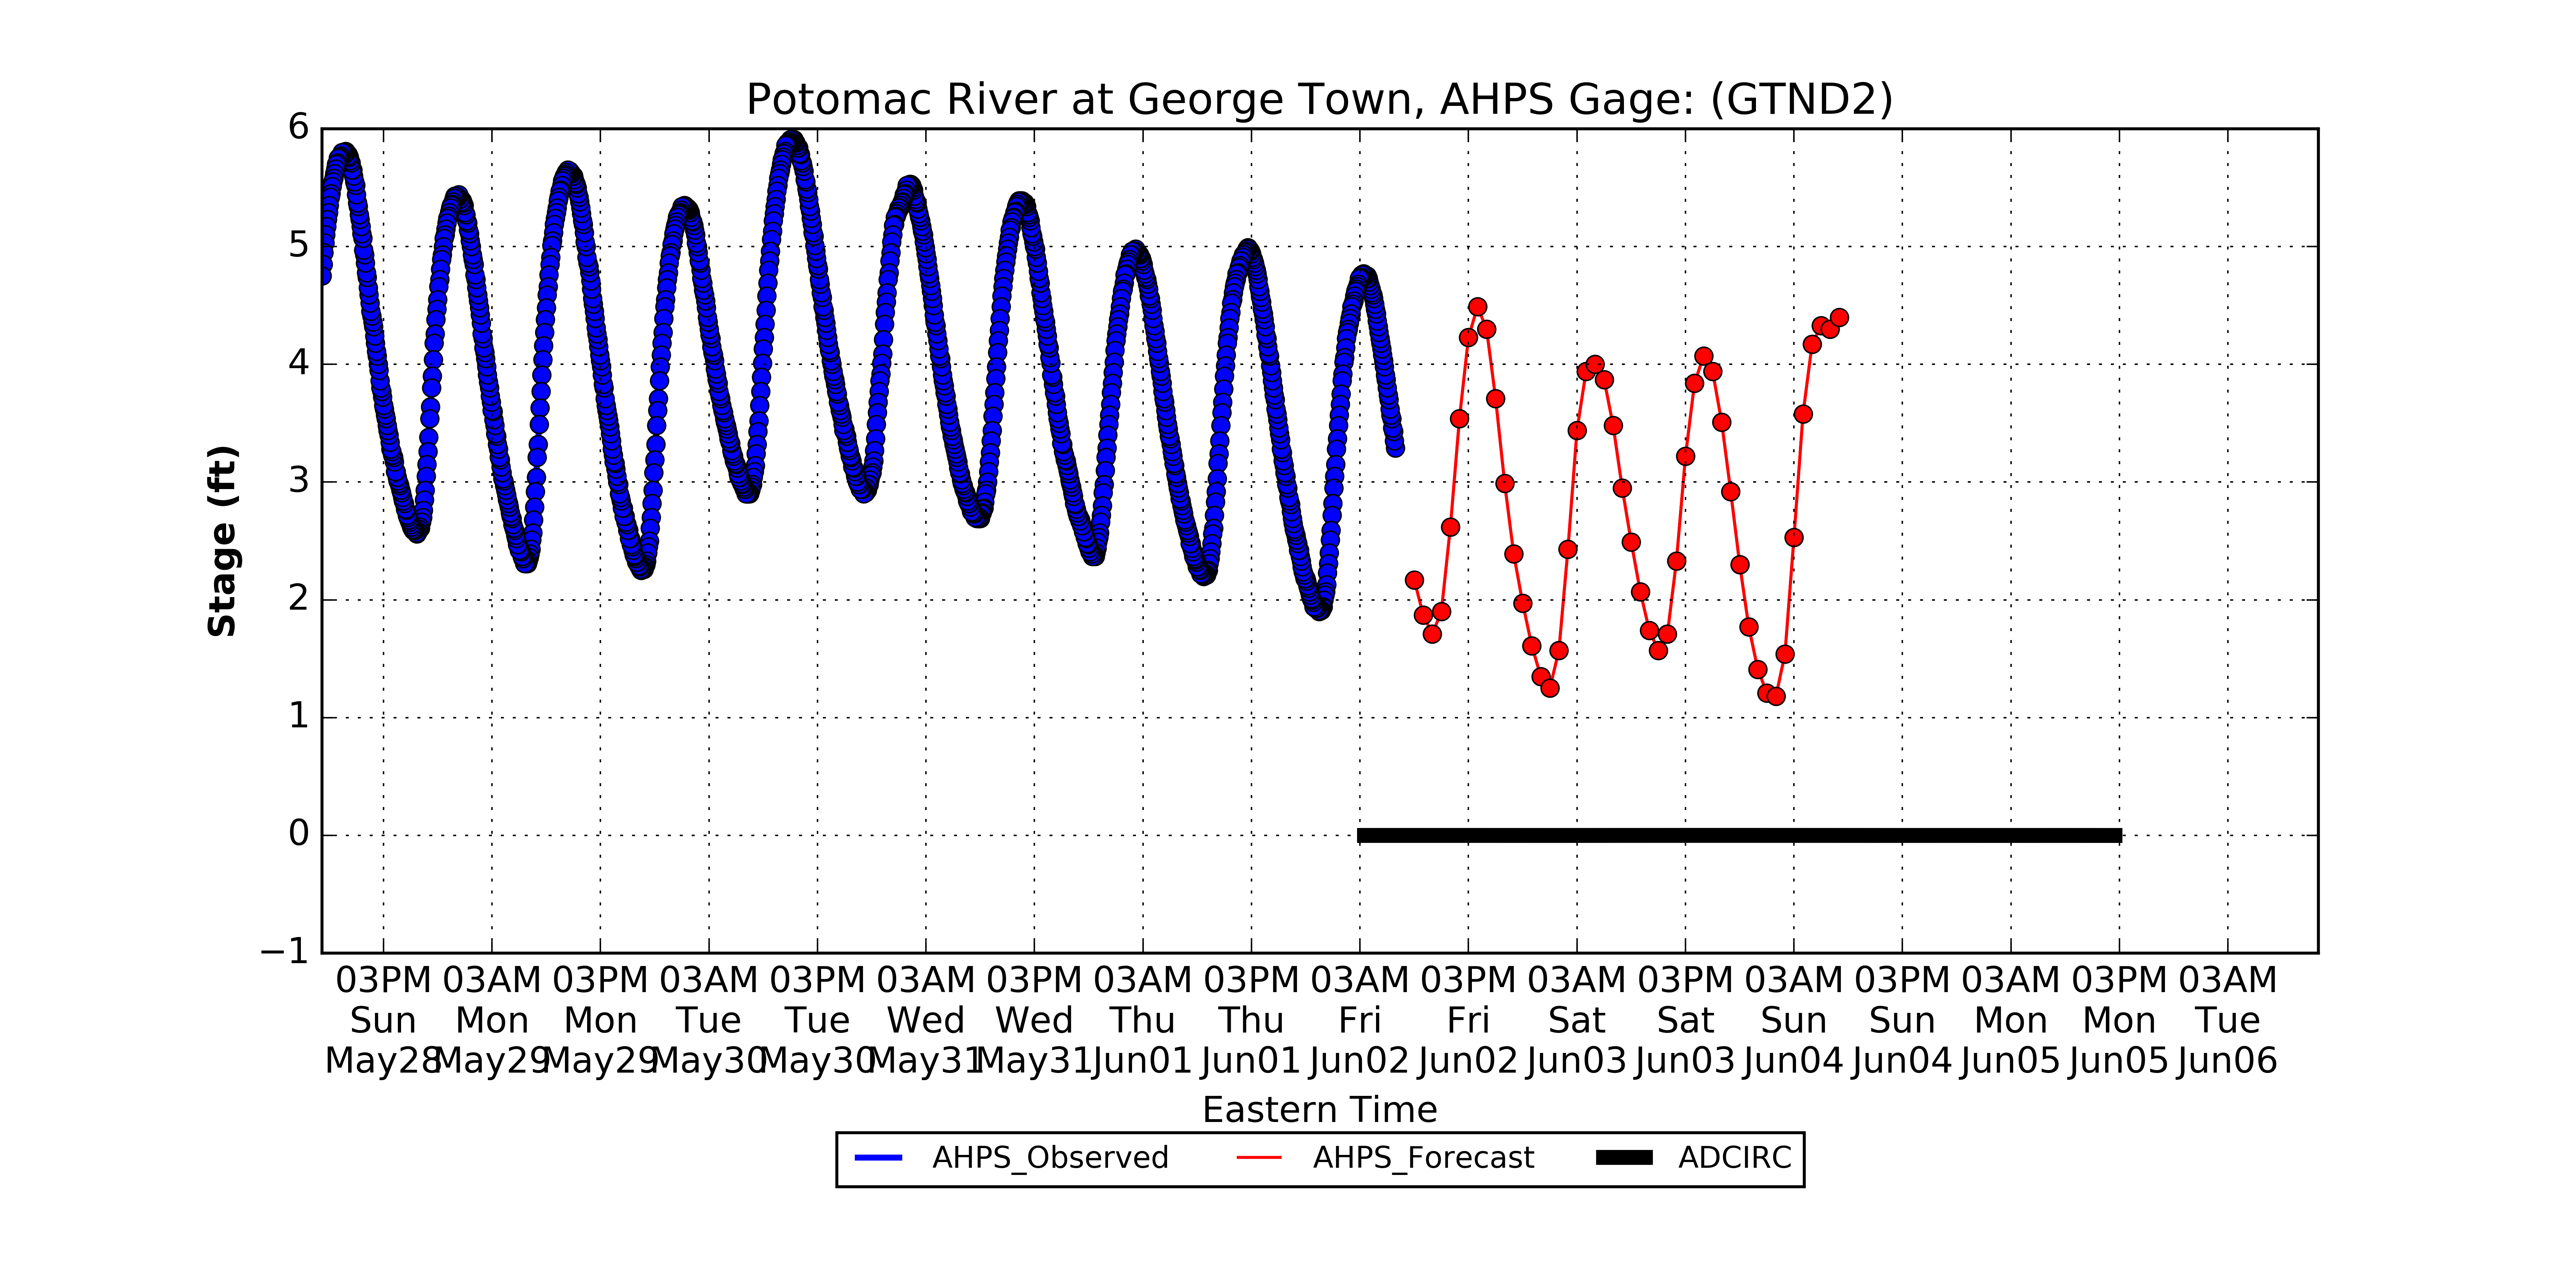 Potomac River at George Town, AHPS Gage: (GTND2)
6
5
4
3
2
1
0
−1
Stage (ft)
03PM 03AM 03PM 03AM 03PM 03AM 03PM 03AM 03PM 03AM 03PM 03AM 03PM 03AM 03PM 03AM 03PM 03AM
Sun Mon Mon Tue Tue Wed Wed Thu Thu Fri Fri Sat Sat Sun Sun Mon Mon Tue
May28 May29 May29 May30 May30 May31 May31 Jun01 Jun01 Jun02 Jun02 Jun03 Jun03 Jun04 Jun04 Jun05 Jun05 Jun06
Eastern Time
AHPS_Observed AHPS_Forecast ADCIRC